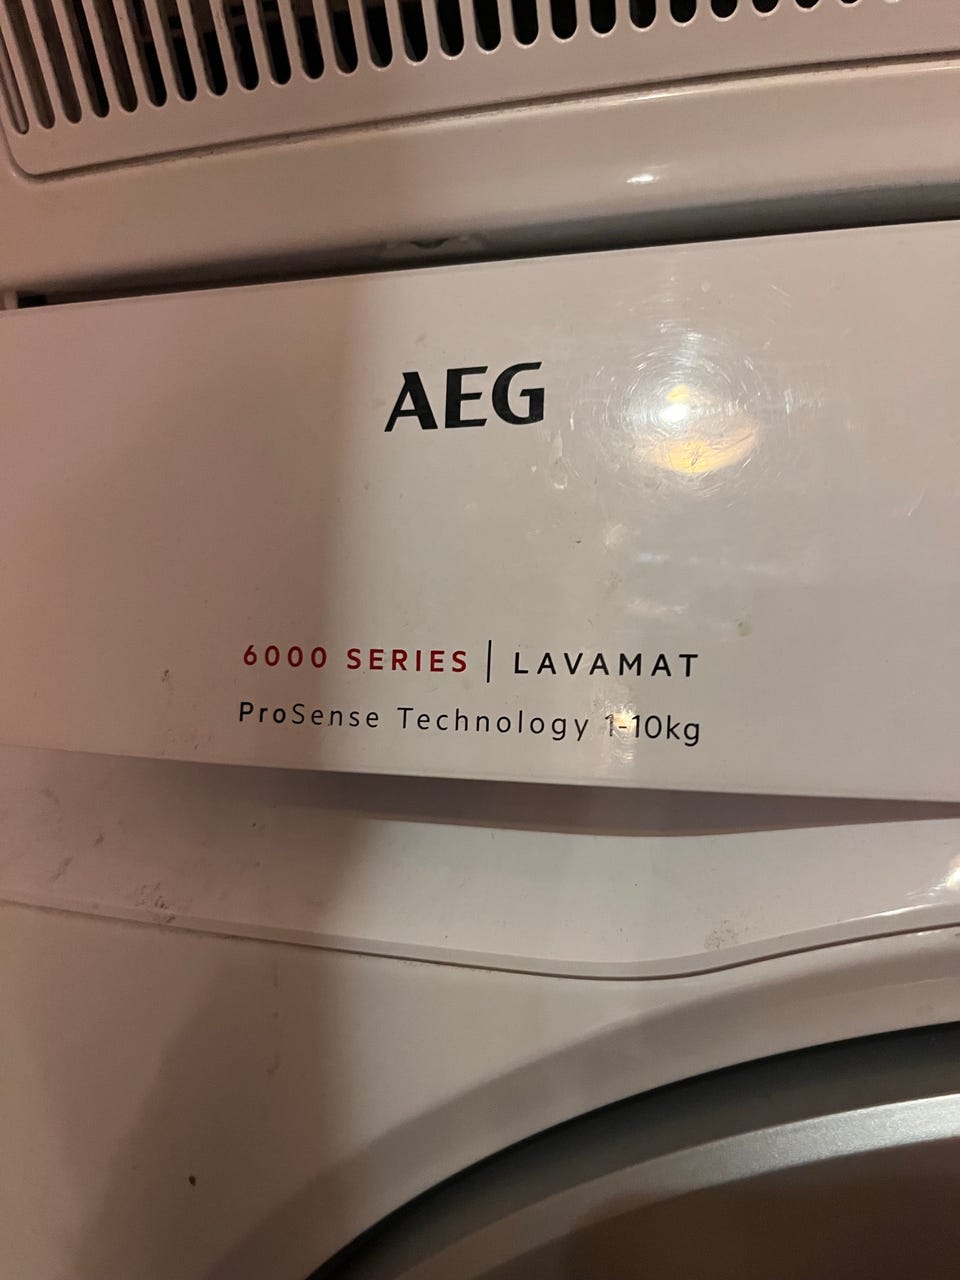 AEG
6000 SERIES | LAVAMAT
ProSense Technology 1-10kg